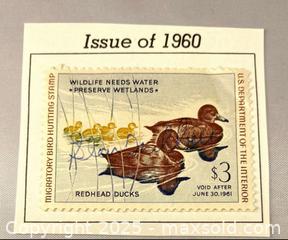 Issue of 1960
WILDLIFE NEEDS WATER
PRESERVE WETLANDS
MIGRATORY BIRD HUNTING STAMP
U.S. DEPARTMENT OF THE INTERIOR
$3
REDHEAD DUCKS
VOID AFTER
JUNE 30, 1961
Copyright 2025 - maxsold.com